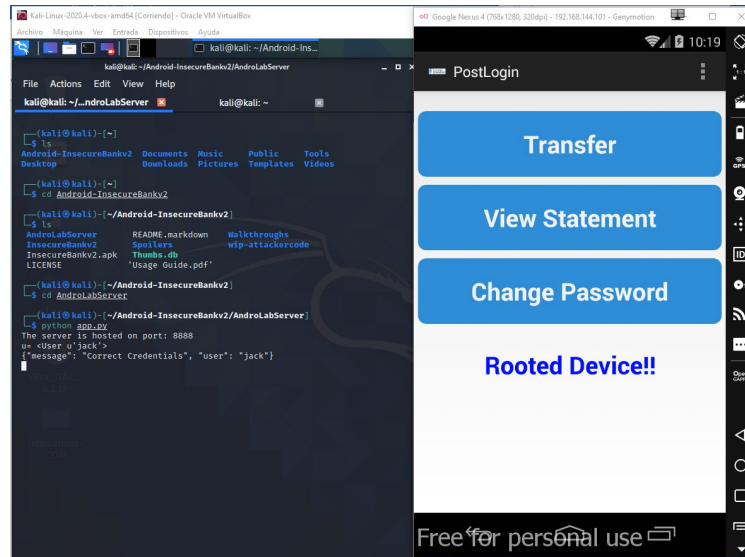 Kali-Linux-2020.4-vbox-amd64 [Corriendo] - Oracle VM VirtualBox
Archivo Máquina Ver Entrada Dispositivos Ayuda
kali@kali: ~/Android-Ins...
kali@kali: ~/Android-InsecureBankv2/AndroLabServer
File Actions Edit View Help
kali@kali: ~/...ndroLabServer kali@kali: ~
(kali㉿kali)-[~]
$ ls
Android-InsecureBankv2 Documents Music Public Tools
Desktop Downloads Pictures Templates Videos
(kali㉿kali)-[~]
$ cd Android-InsecureBankv2
(kali㉿kali)-[~/Android-InsecureBankv2]
$ ls
AndroLabServer README.markdown Walkthroughs
InsecureBankv2 Spoilers wip-attackercode
InsecureBankv2.apk Thumbs.db
LICENSE 'Usage Guide.pdf'
(kali㉿kali)-[~/Android-InsecureBankv2]
$ cd AndroLabServer
(kali㉿kali)-[~/Android-InsecureBankv2/AndroLabServer]
$ python app.py
The server is hosted on port: 8888
u= <User u'jack'>
{"message": "Correct Credentials", "user": "jack"}
Google Nexus 4 (768x1280, 320dpi) - 192.168.144.101 - Genymotion
10:19
PostLogin
Transfer
View Statement
Change Password
Rooted Device!!
Free for personal use
1:1
GPS
ID